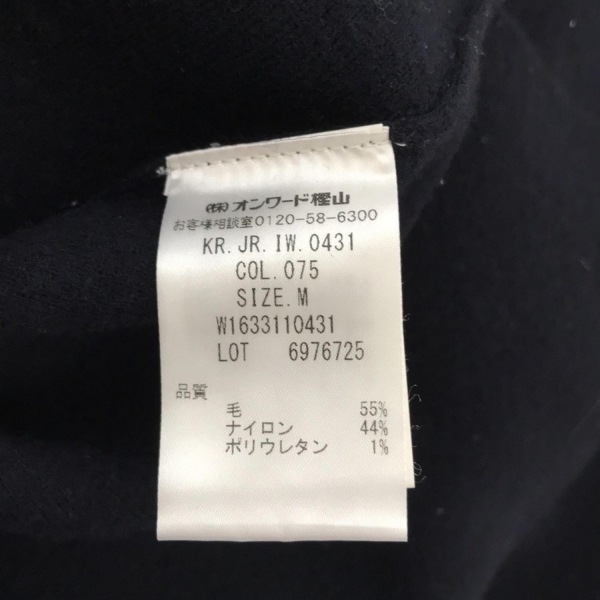 ㈱オンワード樫山
お客様相談室0120-58-6300
KR.JR.IW.0431
COL.075
SIZE.M
W1633110431
LOT 6976725
品質
毛 55%
ナイロン 44%
ポリウレタン 1%